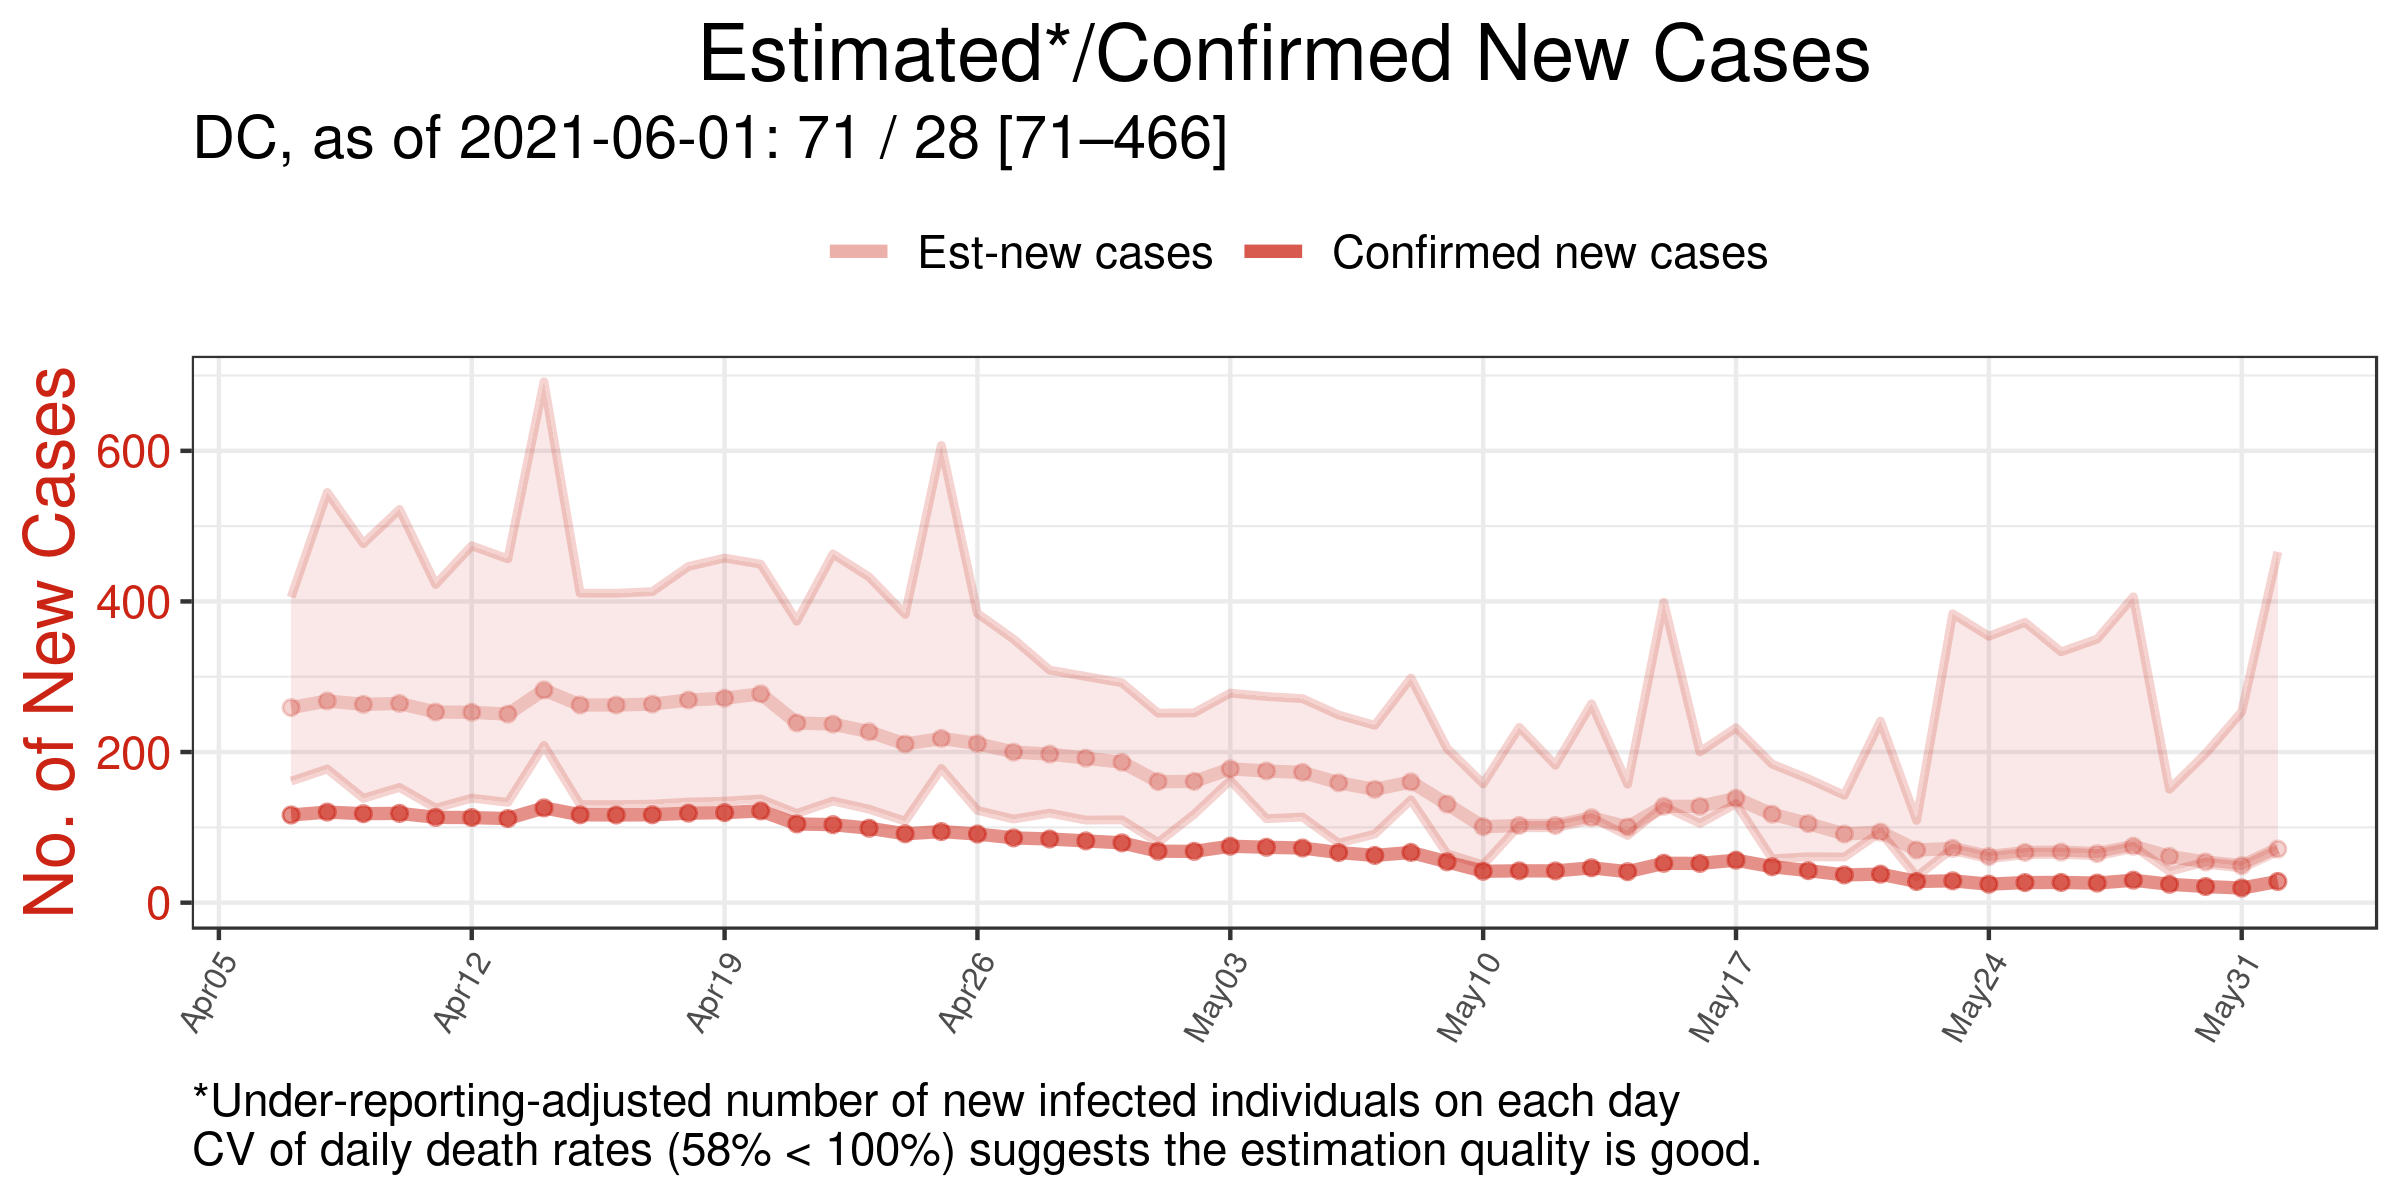 Estimated*/Confirmed New Cases
DC, as of 2021-06-01: 71 / 28 [71–466]
Est-new cases
Confirmed new cases
No. of New Cases
600
400
200
0
Apr05
Apr12
Apr19
Apr26
May03
May10
May17
May24
May31
*Under-reporting-adjusted number of new infected individuals on each day
CV of daily death rates (58% < 100%) suggests the estimation quality is good.